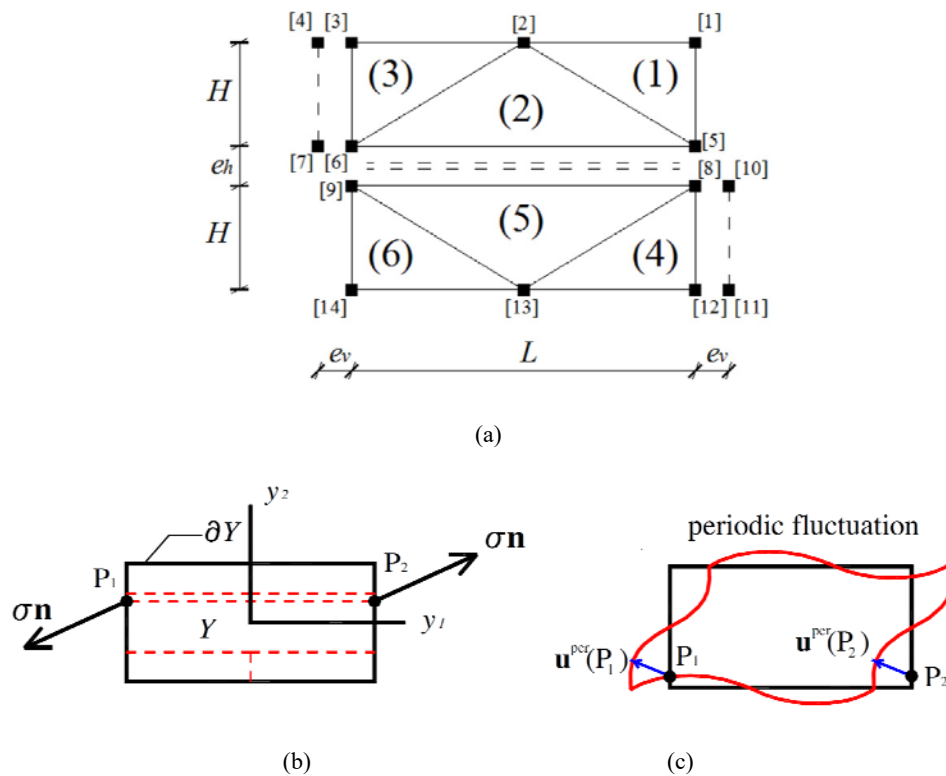 [4] [3] [2] [1]
H (3) (1)
(2)
[7] [6] [5]
eh
[9] [8] [10]
H (5)
(6) (4)
[14] [13] [12] [11]
ev L ev
(a)
y2
∂Y
P1 P2 σn
σn Y y1
(b)
periodic fluctuation
uper(P1) P1 uper(P2) P2
(c)